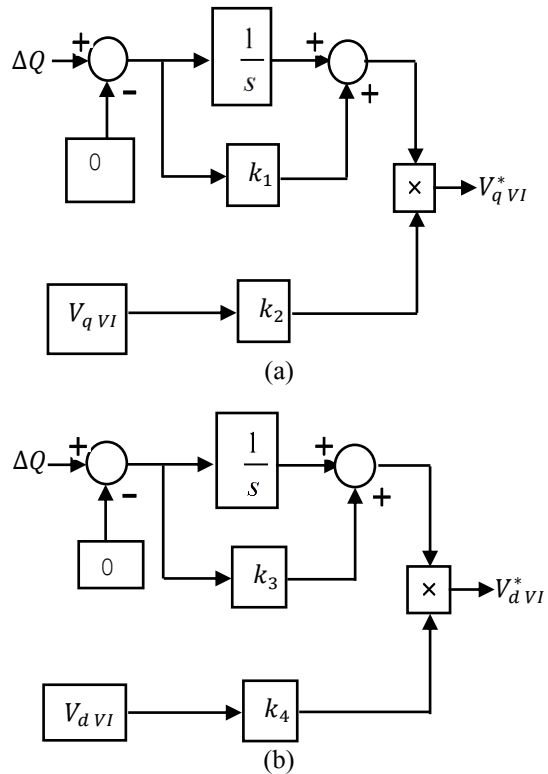 ΔQ + − 0
1/s + +
k₁
× V*q VI
Vq VI k₂
(a)
ΔQ + − 0
1/s + +
k₃
× V*d VI
Vd VI k₄
(b)